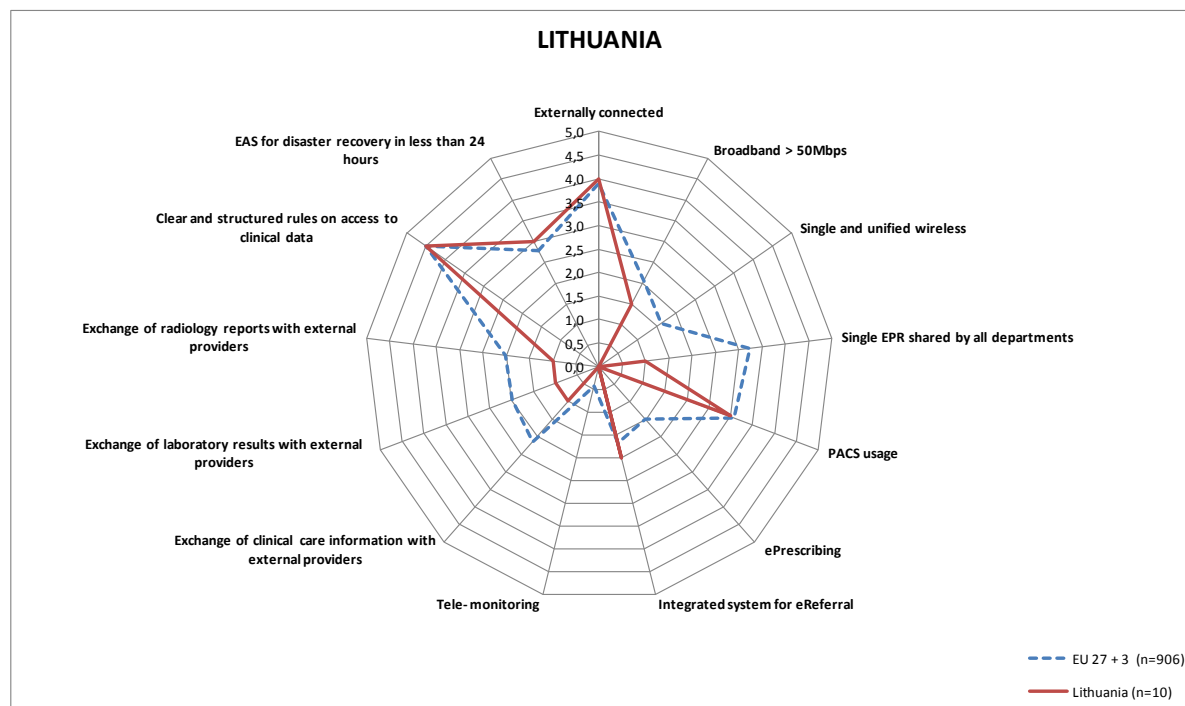 LITHUANIA
Externally connected
EAS for disaster recovery in less than 24
hours
Broadband > 50Mbps
Clear and structured rules on access to
clinical data
Single and unified wireless
Exchange of radiology reports with external
providers
Single EPR shared by all departments
Exchange of laboratory results with external
providers
PACS usage
Exchange of clinical care information with
external providers
ePrescribing
Tele- monitoring
Integrated system for eReferral
5,0
4,5
4,0
3,5
3,0
2,5
2,0
1,5
1,0
0,5
0,0
EU 27 + 3 (n=906)
Lithuania (n=10)